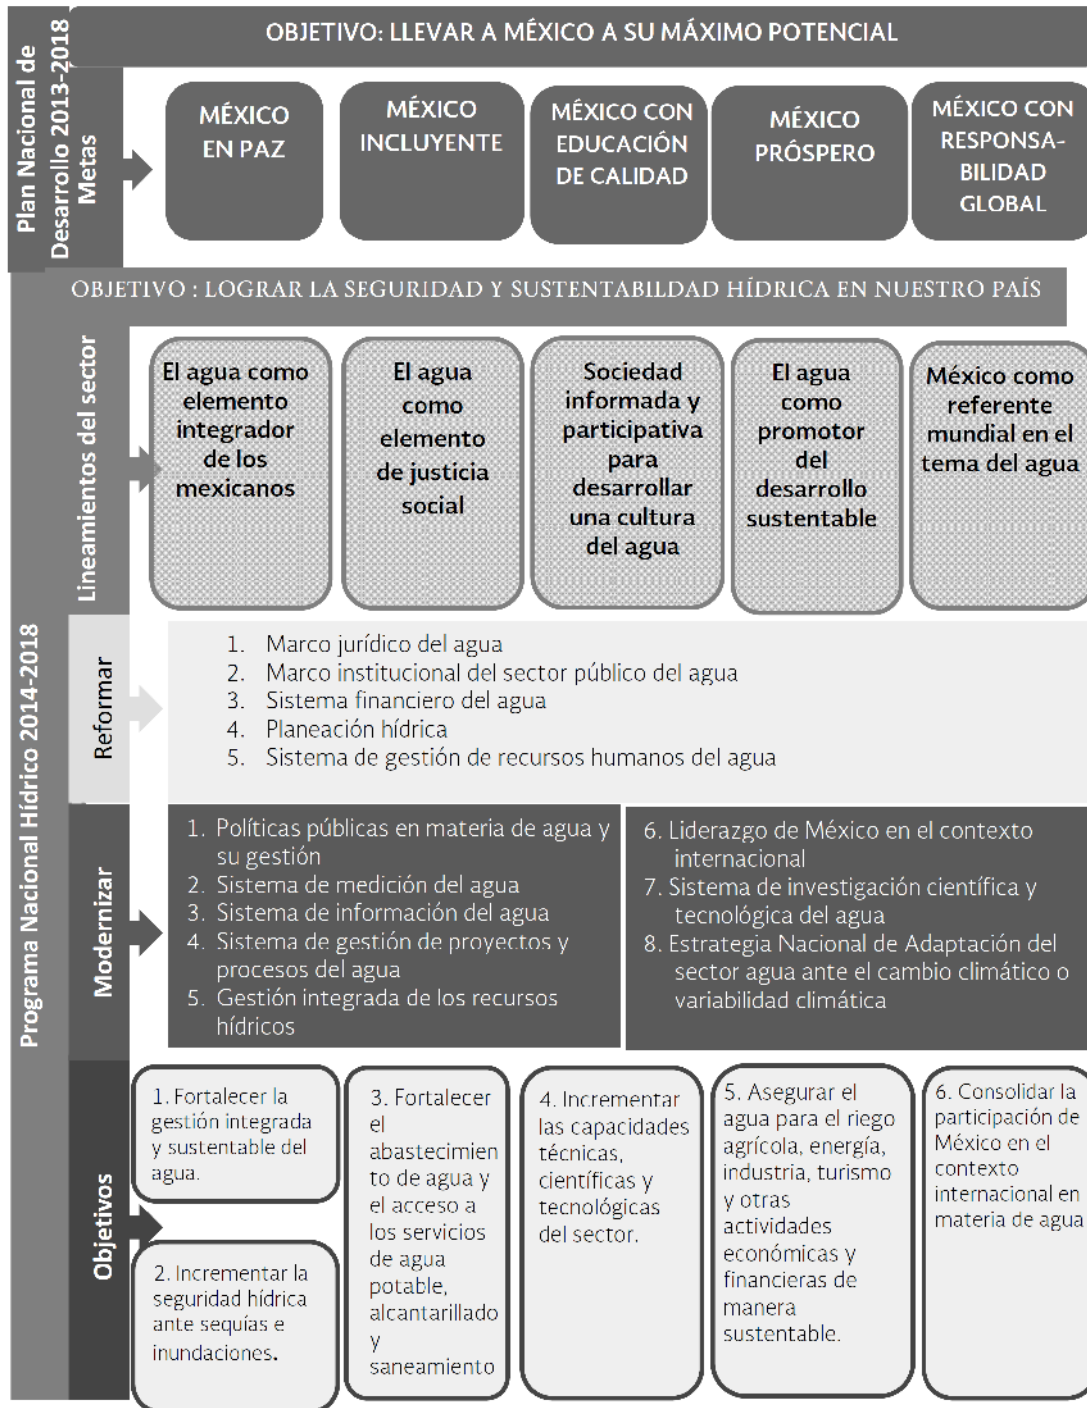 Plan Nacional de
Desarrollo 2013-2018
Metas
OBJETIVO: LLEVAR A MÉXICO A SU MÁXIMO POTENCIAL
MÉXICO
EN PAZ
MÉXICO
INCLUYENTE
MÉXICO CON
EDUCACIÓN
DE CALIDAD
MÉXICO
PRÓSPERO
MÉXICO CON
RESPONSA-
BILIDAD
GLOBAL
Programa Nacional Hídrico 2014-2018
OBJETIVO : LOGRAR LA SEGURIDAD Y SUSTENTABILDAD HÍDRICA EN NUESTRO PAÍS
Lineamientos del sector
El agua como
elemento
integrador
de los
mexicanos
El agua
como
elemento
de justicia
social
Sociedad
informada y
participativa
para
desarrollar
una cultura
del agua
El agua
como
promotor
del
desarrollo
sustentable
México como
referente
mundial en el
tema del agua
Reformar
1. Marco jurídico del agua
2. Marco institucional del sector público del agua
3. Sistema financiero del agua
4. Planeación hídrica
5. Sistema de gestión de recursos humanos del agua
Modernizar
1. Políticas públicas en materia de agua y
su gestión
2. Sistema de medición del agua
3. Sistema de información del agua
4. Sistema de gestión de proyectos y
procesos del agua
5. Gestión integrada de los recursos
hídricos
6. Liderazgo de México en el contexto
internacional
7. Sistema de investigación científica y
tecnológica del agua
8. Estrategia Nacional de Adaptación del
sector agua ante el cambio climático o
variabilidad climática
Objetivos
1. Fortalecer la
gestión integrada
y sustentable del
agua.
2. Incrementar la
seguridad hídrica
ante sequías e
inundaciones.
3. Fortalecer
el
abastecimien
to de agua y
el acceso a
los servicios
de agua
potable,
alcantarillado
y
saneamiento
4. Incrementar
las capacidades
técnicas,
científicas y
tecnológicas
del sector.
5. Asegurar el
agua para el riego
agrícola, energía,
industria, turismo
y otras
actividades
económicas y
financieras de
manera
sustentable.
6. Consolidar la
participación de
México en el
contexto
internacional en
materia de agua